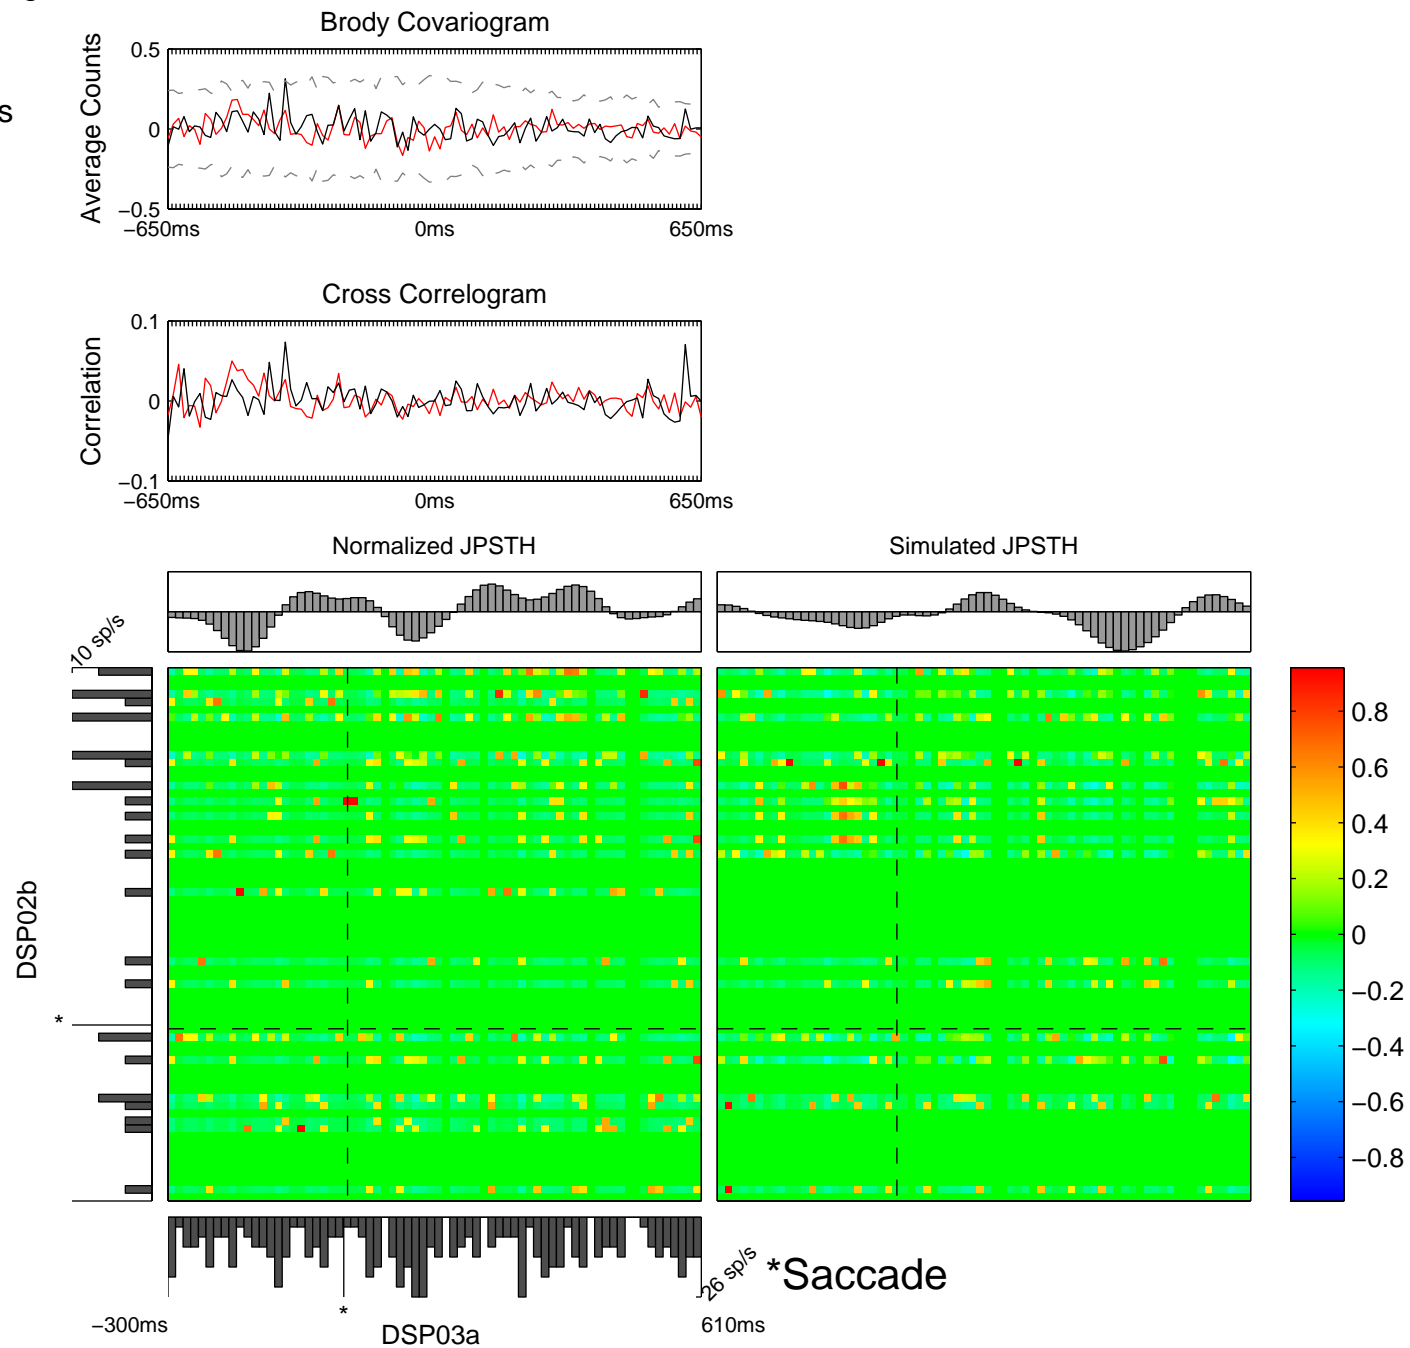 Brody Covariogram
Average Counts
0.5
0
−0.5
−650ms
0ms
650ms
s
Cross Correlogram
Correlation
0.1
0
−0.1
−650ms
0ms
650ms
Normalized JPSTH
Simulated JPSTH
10 sp/s
DSP02b
*
0.8
0.6
0.4
0.2
0
−0.2
−0.4
−0.6
−0.8
26 sp/s
*Saccade
*
−300ms
DSP03a
610ms